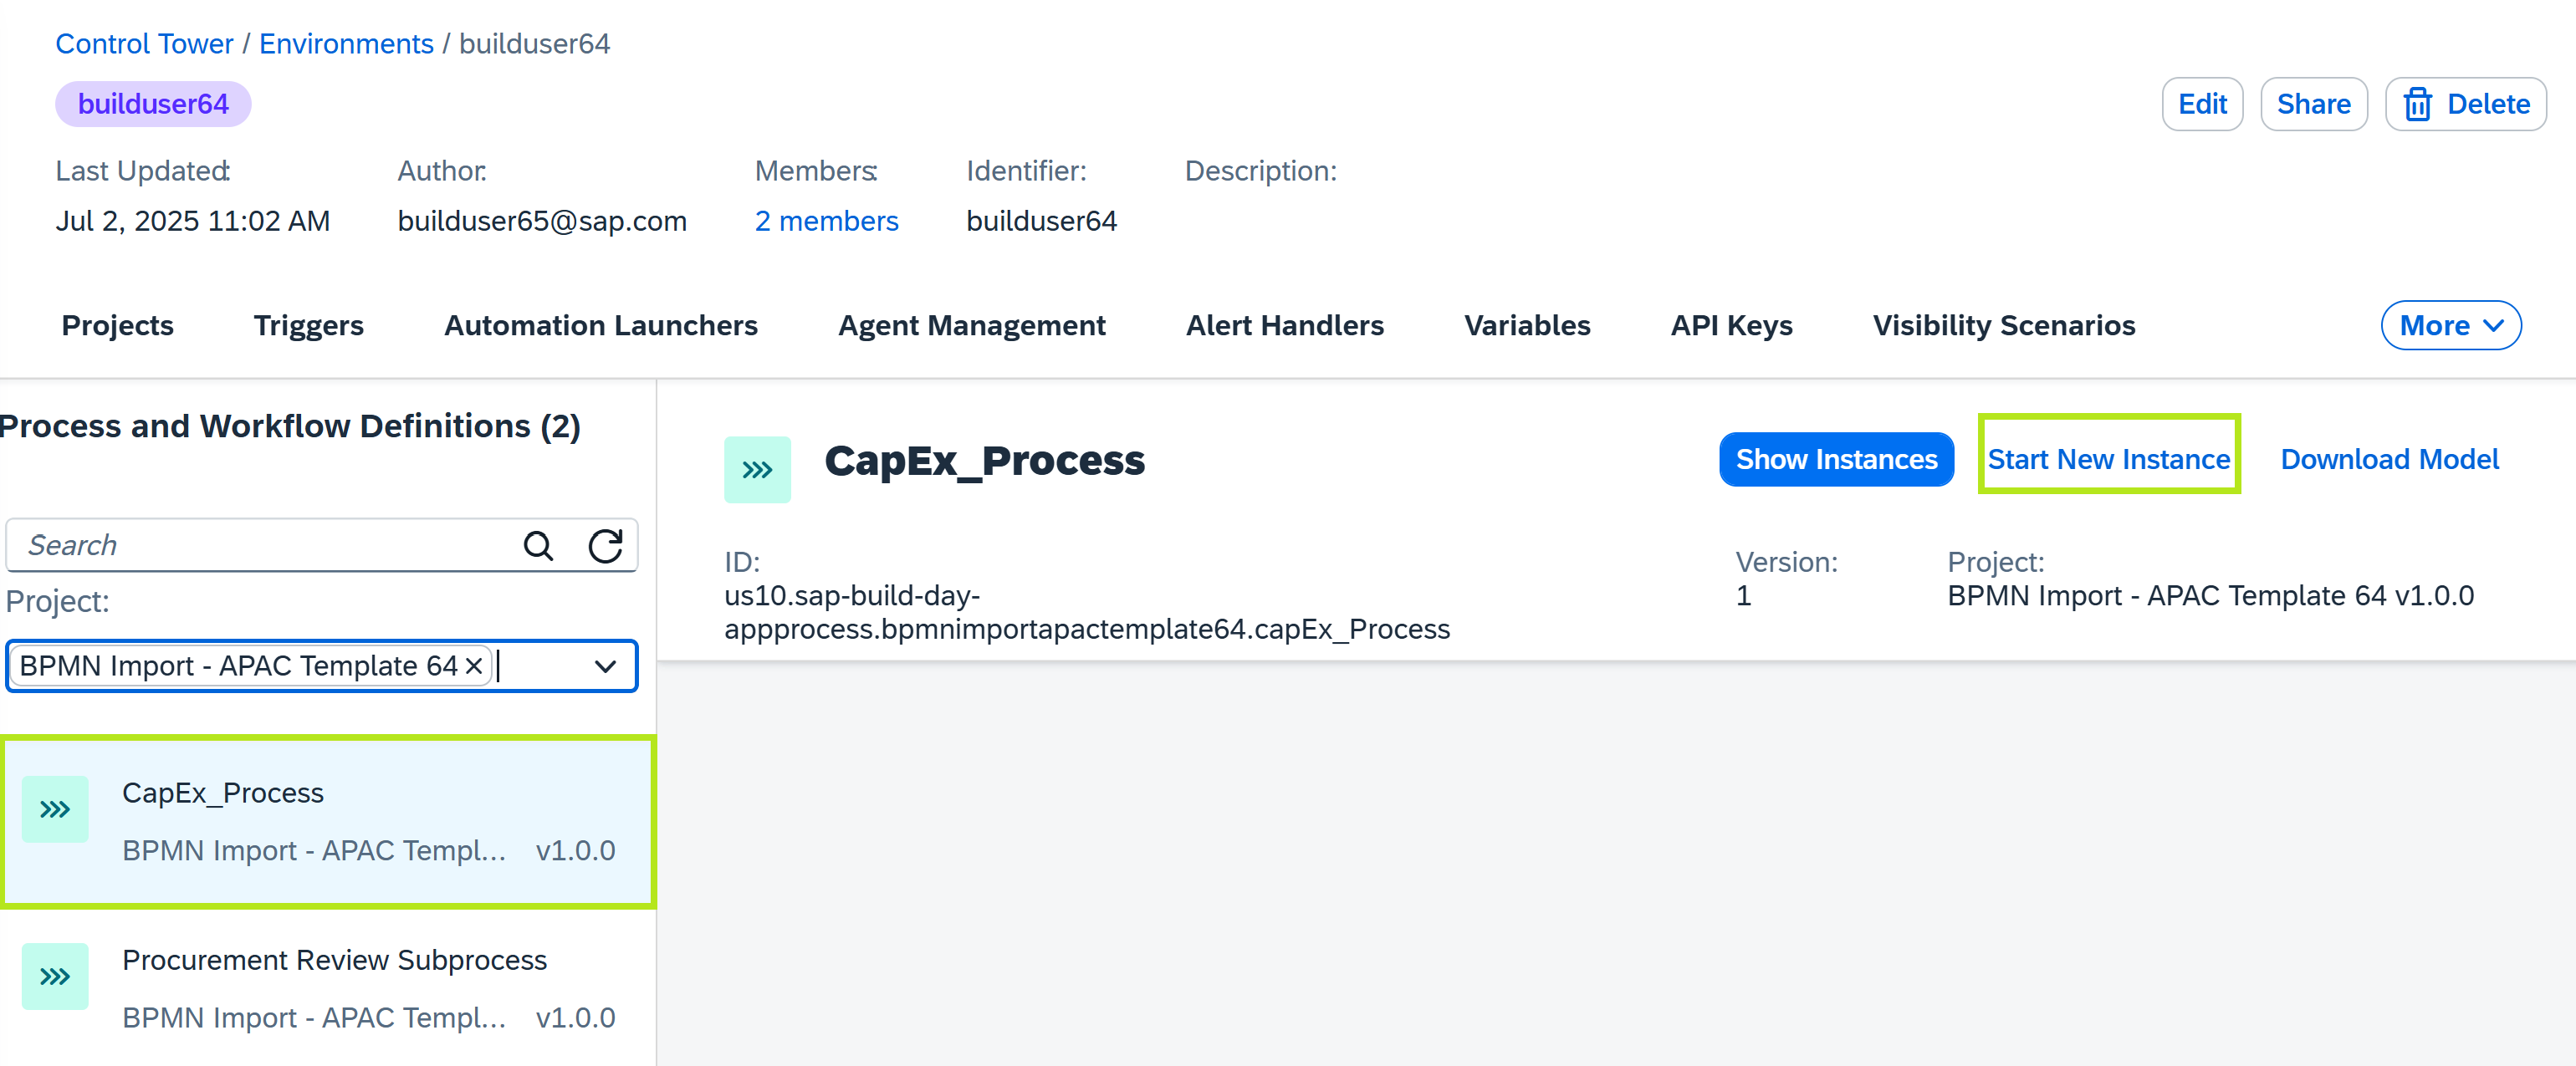 Control Tower / Environments / builduser64
builduser64
Edit Share Delete
Last Updated: Author: Members: Identifier: Description:
Jul 2, 2025 11:02 AM builduser65@sap.com 2 members builduser64
Projects Triggers Automation Launchers Agent Management Alert Handlers Variables API Keys Visibility Scenarios More
Process and Workflow Definitions (2)
Search
Project:
BPMN Import - APAC Template 64
CapEx_Process
BPMN Import - APAC Templ... v1.0.0
Procurement Review Subprocess
BPMN Import - APAC Templ... v1.0.0
CapEx_Process
Show Instances Start New Instance Download Model
ID:
us10.sap-build-day-
appprocess.bpmnimportapactemplate64.capEx_Process
Version:
1
Project:
BPMN Import - APAC Template 64 v1.0.0